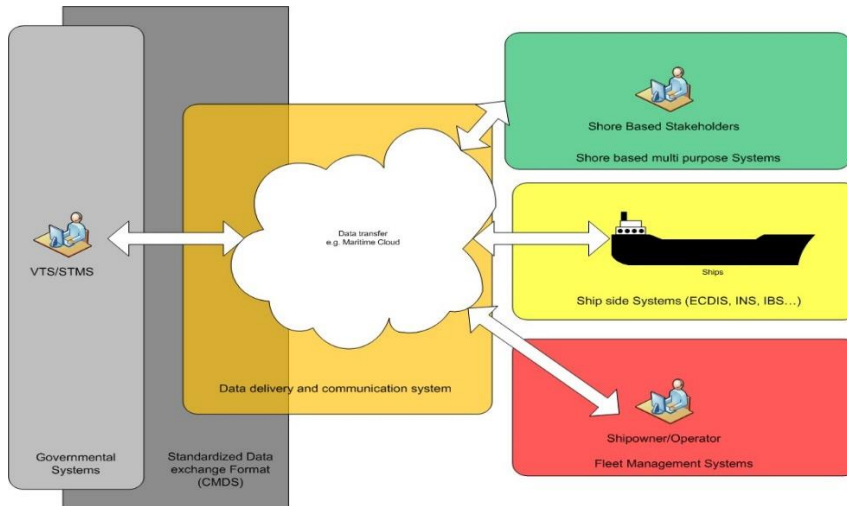 Shore Based Stakeholders
Shore based multi purpose Systems
Data transfer
e.g. Maritime Cloud
VTS/STMS
Ships
Ship side Systems (ECDIS, INS, IBS...)
Data delivery and communication system
Shipowner/Operator
Fleet Management Systems
Governmental
Systems
Standardized Data
exchange Format
(CMDS)